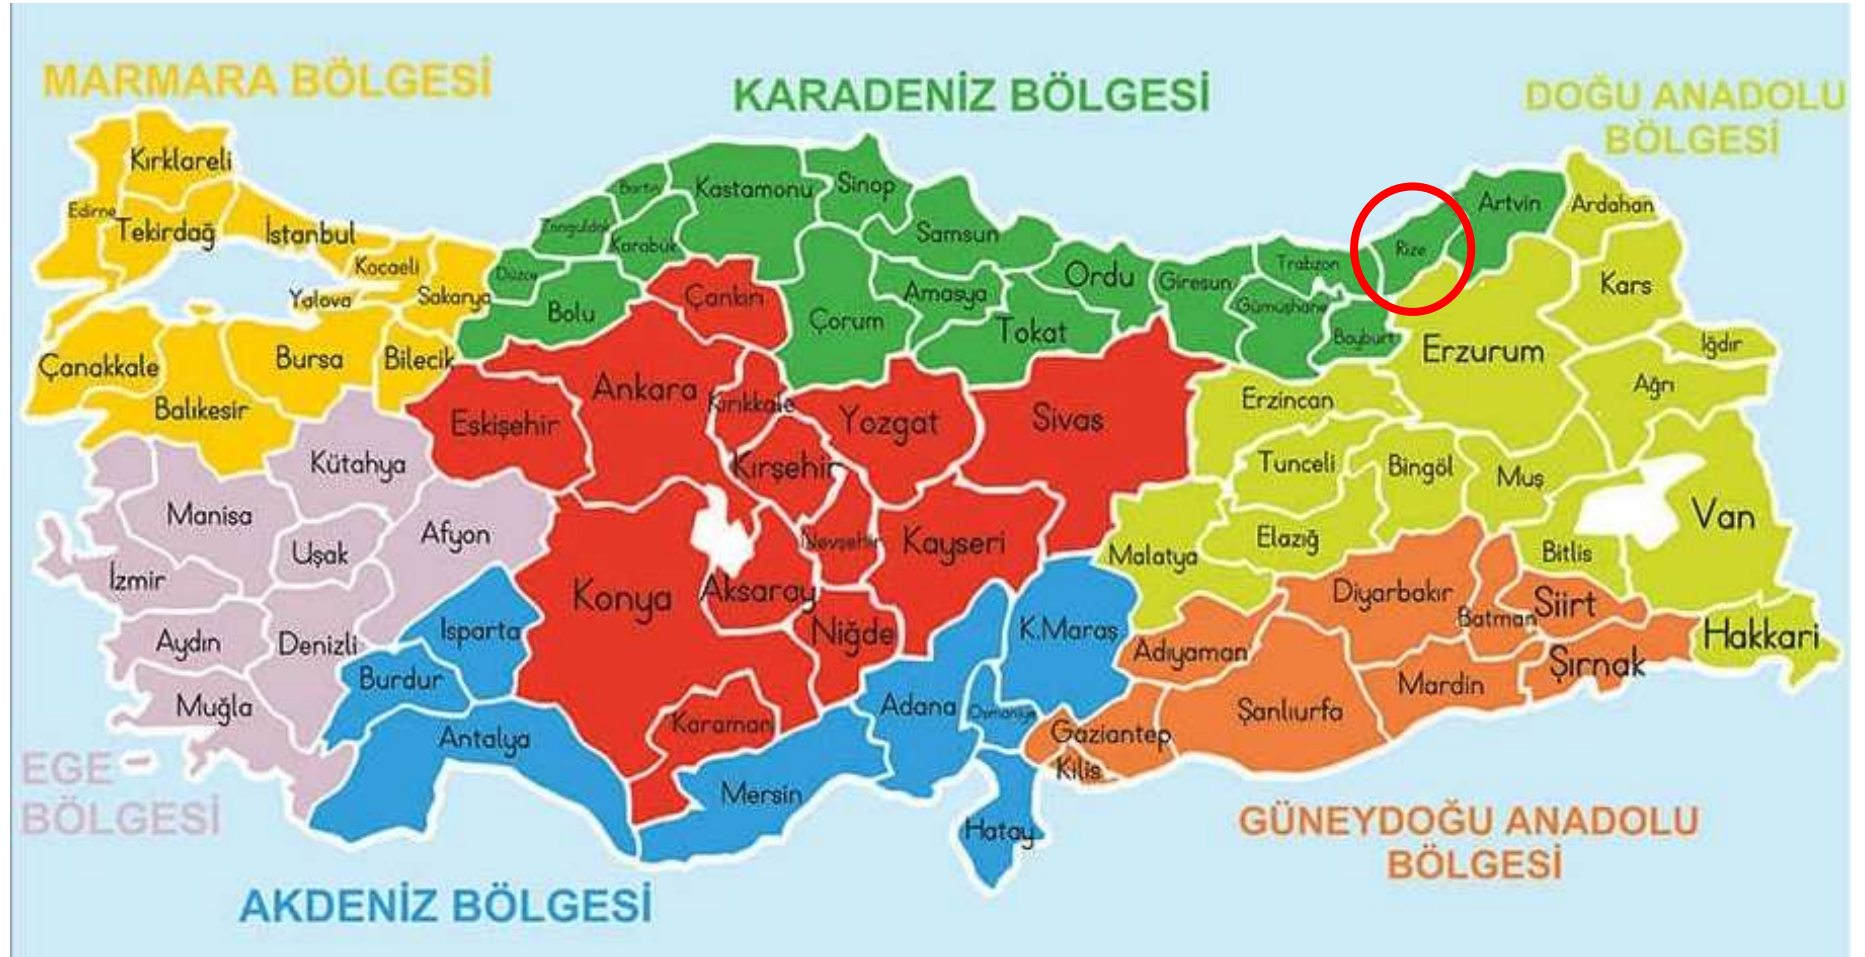 MARMARA BÖLGESİ
KARADENİZ BÖLGESİ
DOĞU ANADOLU
BÖLGESİ
Kırklareli
Edirne
Tekirdağ
İstanbul
Kocaeli
Yalova
Sakarya
Çanakkale
Bursa
Bilecik
Balıkesir
Bartın
Kastamonu
Sinop
Zonguldak
Karabük
Samsun
Düzce
Bolu
Çorum
Amasya
Tokat
Ordu
Giresun
Trabzon
Gümüşhane
Bayburt
Rize
Artvin
Ardahan
Kars
Iğdır
Erzurum
Ağrı
Erzincan
Tunceli
Bingöl
Muş
Van
Elazığ
Bitlis
Malatya
Hakkari
Çankırı
Ankara
Kırıkkale
Eskişehir
Yozgat
Sivas
Kırşehir
Nevşehir
Kayseri
Konya
Aksaray
Niğde
Karaman
Kütahya
Manisa
Uşak
Afyon
İzmir
Aydın
Denizli
Muğla
Isparta
Burdur
Antalya
Mersin
Adana
Osmaniye
K.Maraş
Hatay
Diyarbakır
Batman
Siirt
Şırnak
Mardin
Adıyaman
Şanlıurfa
Gaziantep
Kilis
EGE
BÖLGESİ
AKDENİZ BÖLGESİ
GÜNEYDOĞU ANADOLU
BÖLGESİ